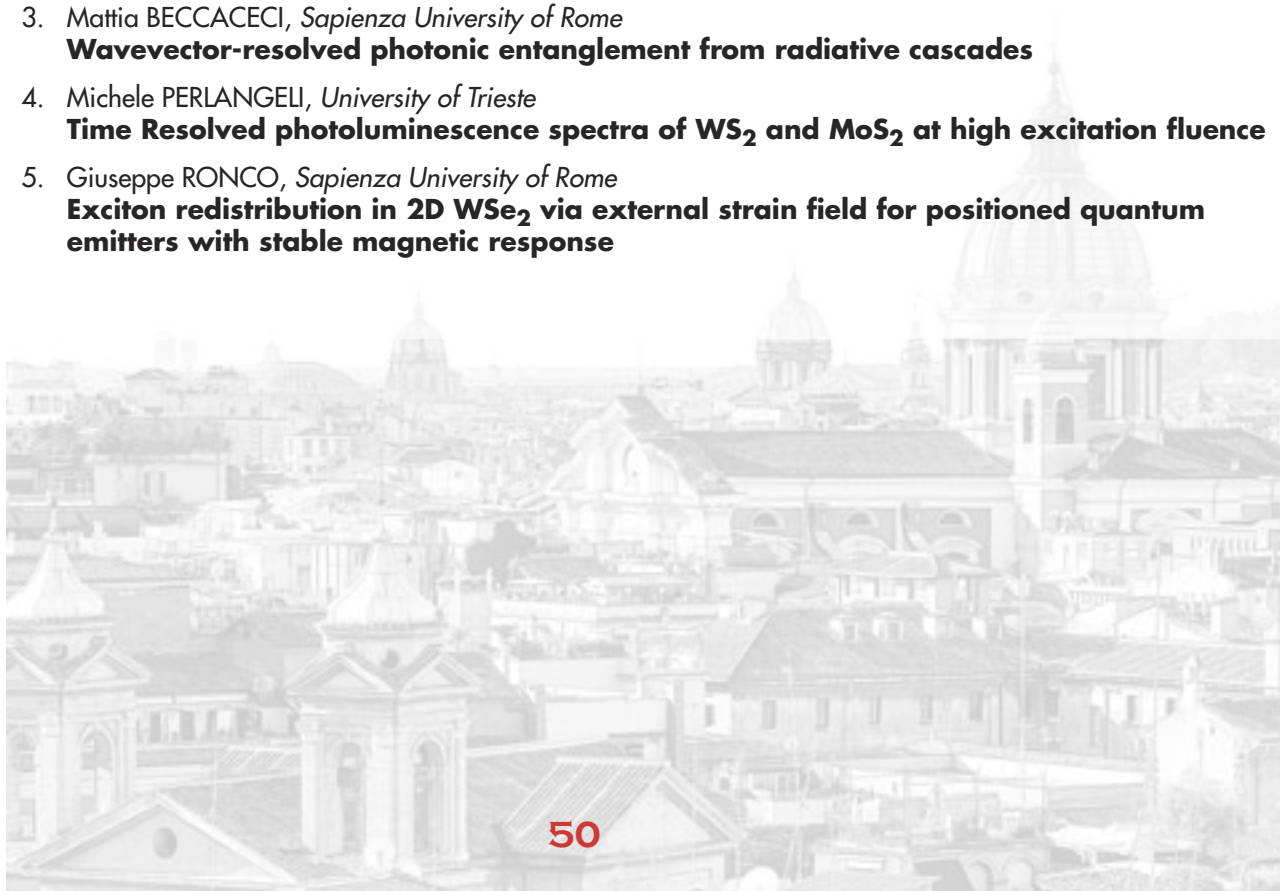 3. Mattia BECCACECI, Sapienza University of Rome
Wavevector-resolved photonic entanglement from radiative cascades
4. Michele PERLANGELI, University of Trieste
Time Resolved photoluminescence spectra of WS₂ and MoS₂ at high excitation fluence
5. Giuseppe RONCO, Sapienza University of Rome
Exciton redistribution in 2D WSe₂ via external strain field for positioned quantum
emitters with stable magnetic response
50